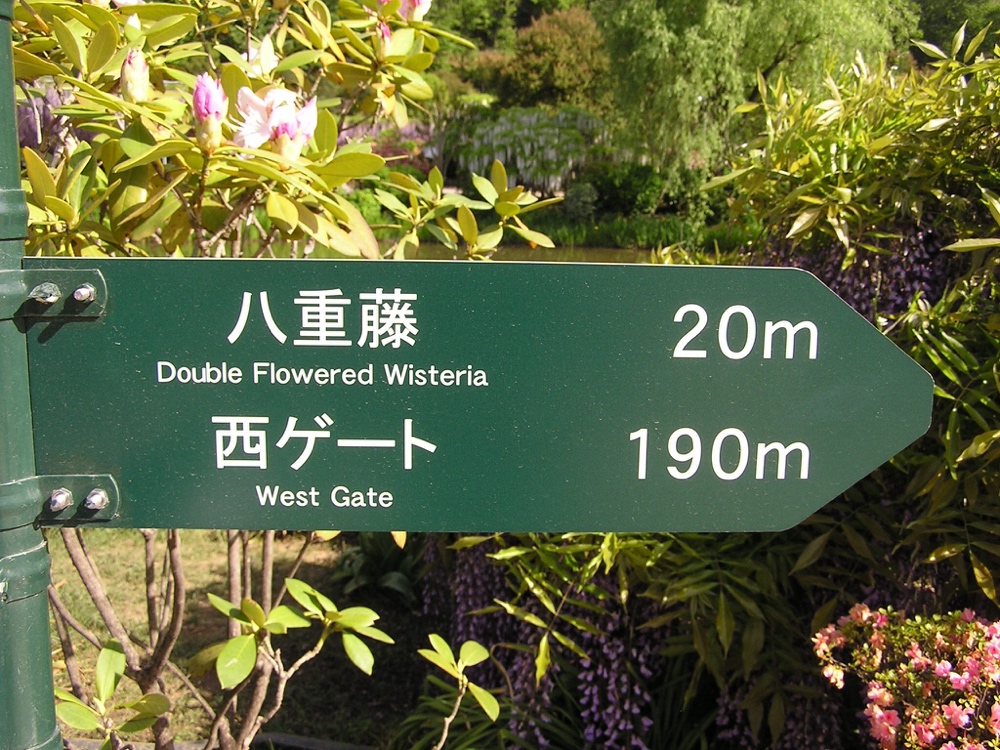 八重藤 20m
Double Flowered Wisteria
西ゲート 190m
West Gate